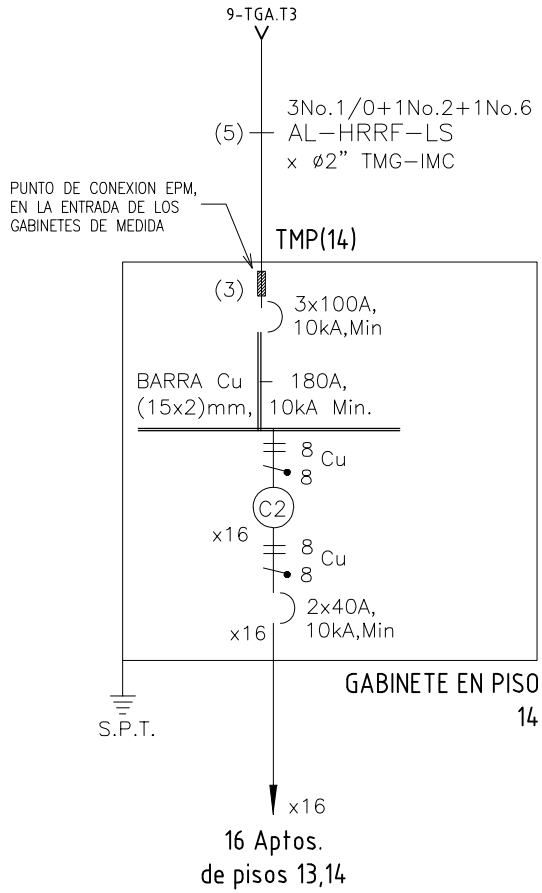 9-TGA.T3
3No.1/0+1No.2+1No.6
(5) AL-HRRF-LS
x ø2" TMG-IMC
PUNTO DE CONEXION EPM,
EN LA ENTRADA DE LOS
GABINETES DE MEDIDA
TMP(14)
(3)
3x100A,
10kA,Min
BARRA Cu 180A,
(15x2)mm, 10kA Min.
8
Cu
8
C2
x16
8
Cu
8
2x40A,
x16 10kA,Min
GABINETE EN PISO
14
S.P.T.
x16
16 Aptos.
de pisos 13,14